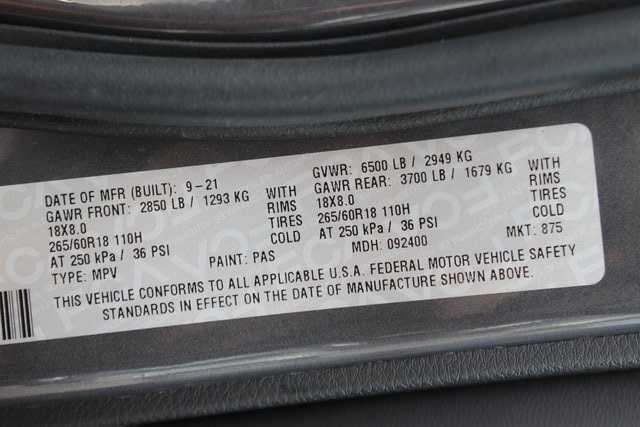 DATE OF MFR (BUILT): 9-21 GVWR: 6500 LB / 2949 KG
GAWR FRONT: 2850 LB / 1293 KG WITH GAWR REAR: 3700 LB / 1679 KG WITH
18X8.0 RIMS 18X8.0 RIMS
265/60R18 110H TIRES 265/60R18 110H TIRES
AT 250 kPa / 36 PSI COLD AT 250 kPa / 36 PSI COLD
TYPE: MPV PAINT: PAS MDH: 092400 MKT: 875
THIS VEHICLE CONFORMS TO ALL APPLICABLE U.S.A. FEDERAL MOTOR VEHICLE SAFETY
STANDARDS IN EFFECT ON THE DATE OF MANUFACTURE SHOWN ABOVE.